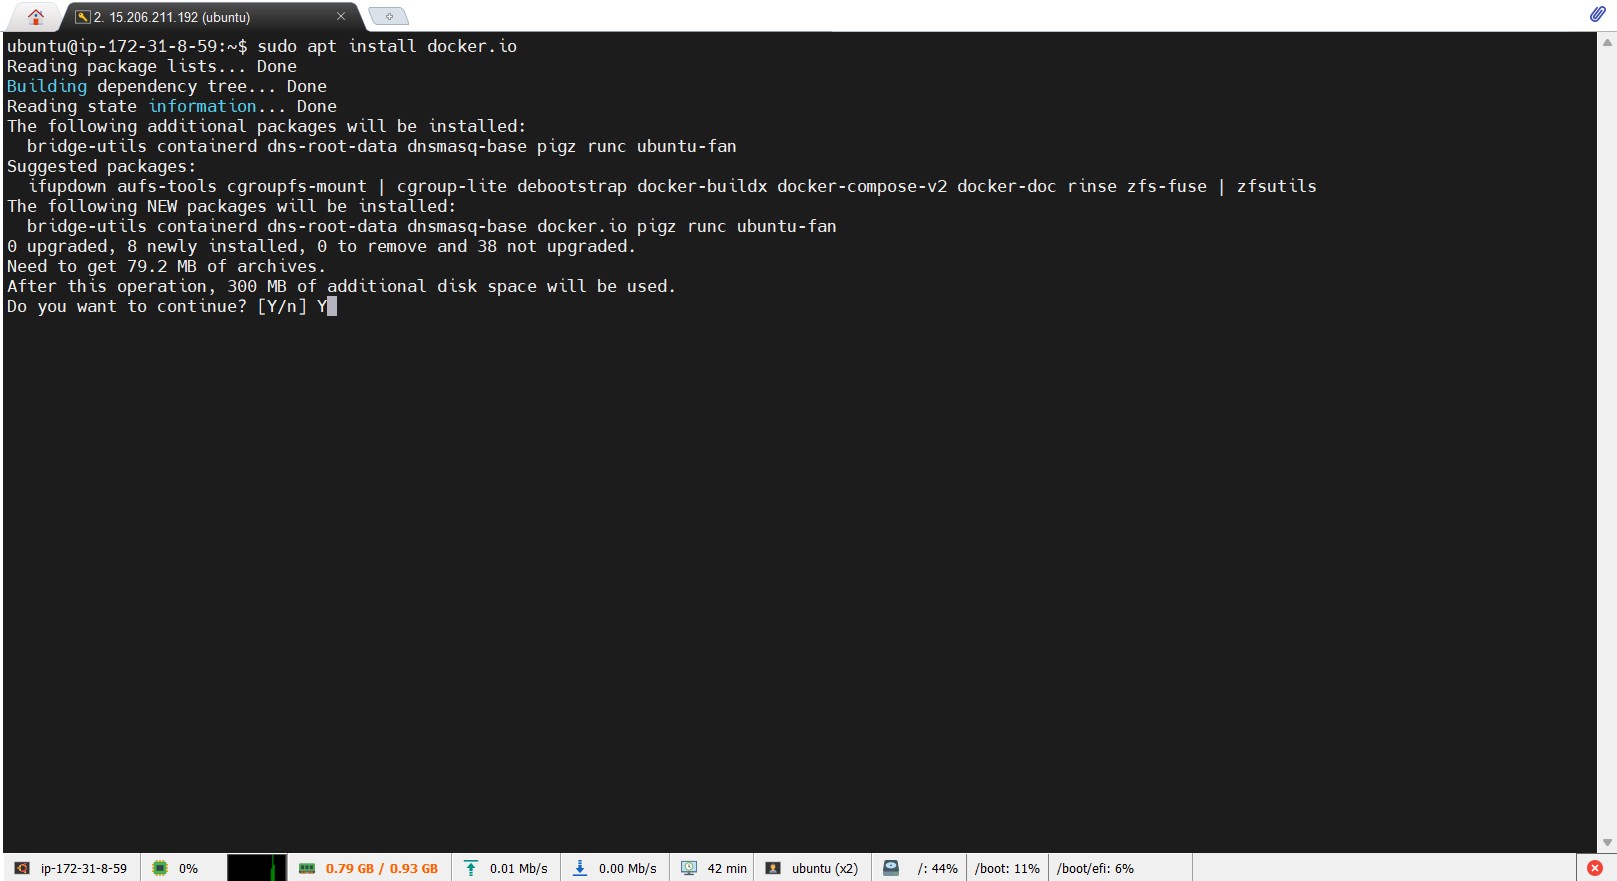 2. 15.206.211.192 (ubuntu)
ubuntu@ip-172-31-8-59:~$ sudo apt install docker.io
Reading package lists... Done
Building dependency tree... Done
Reading state information... Done
The following additional packages will be installed:
  bridge-utils containerd dns-root-data dnsmasq-base pigz runc ubuntu-fan
Suggested packages:
  ifupdown aufs-tools cgroupfs-mount | cgroup-lite debootstrap docker-buildx docker-compose-v2 docker-doc rinse zfs-fuse | zfsutils
The following NEW packages will be installed:
  bridge-utils containerd dns-root-data dnsmasq-base docker.io pigz runc ubuntu-fan
0 upgraded, 8 newly installed, 0 to remove and 38 not upgraded.
Need to get 79.2 MB of archives.
After this operation, 300 MB of additional disk space will be used.
Do you want to continue? [Y/n] Y
ip-172-31-8-59 0% 0.79 GB / 0.93 GB 0.01 Mb/s 0.00 Mb/s 42 min ubuntu (x2) /: 44% /boot: 11% /boot/efi: 6%